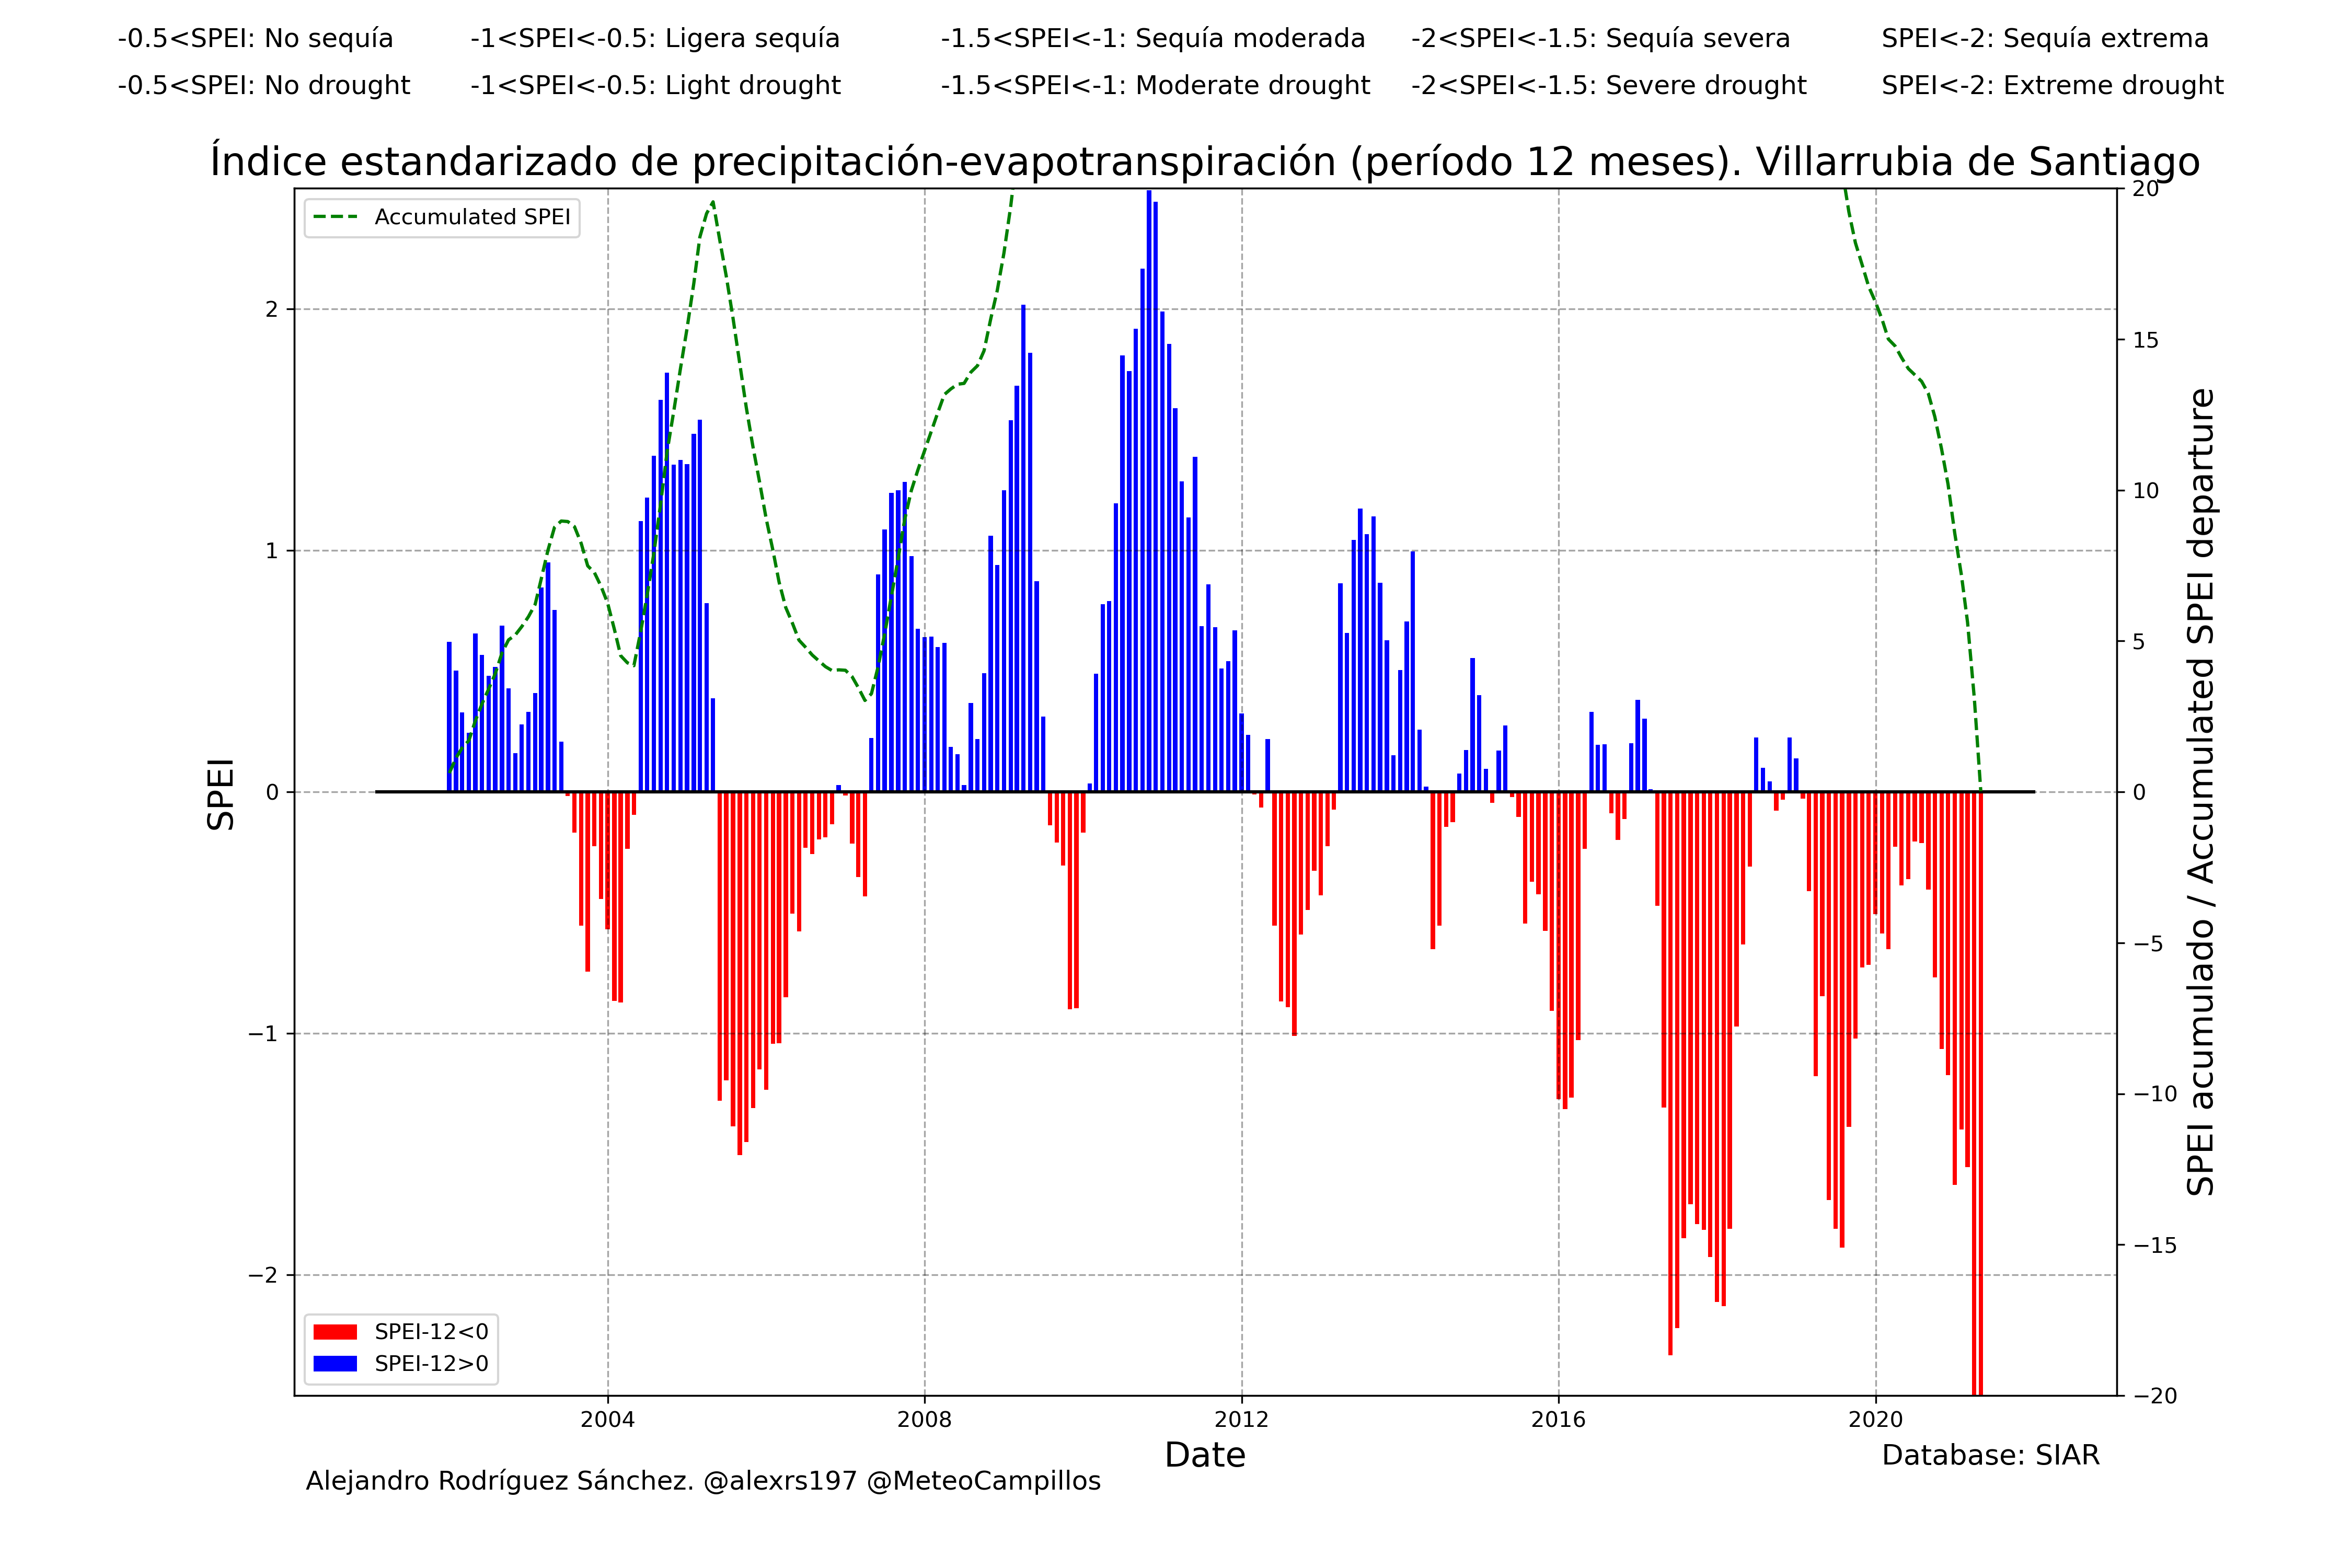 -0.5<SPEI: No sequía -1<SPEI<-0.5: Ligera sequía -1.5<SPEI<-1: Sequía moderada -2<SPEI<-1.5: Sequía severa SPEI<-2: Sequía extrema
-0.5<SPEI: No drought -1<SPEI<-0.5: Light drought -1.5<SPEI<-1: Moderate drought -2<SPEI<-1.5: Severe drought SPEI<-2: Extreme drought
Índice estandarizado de precipitación-evapotranspiración (período 12 meses). Villarrubia de Santiago
Accumulated SPEI
SPEI
2
1
0
−1
−2
20
15
10
5
0
−5
−10
−15
−20
SPEI acumulado / Accumulated SPEI departure
SPEI-12<0
SPEI-12>0
2004 2008 2012 2016 2020
Date
Database: SIAR
Alejandro Rodríguez Sánchez. @alexrs197 @MeteoCampillos